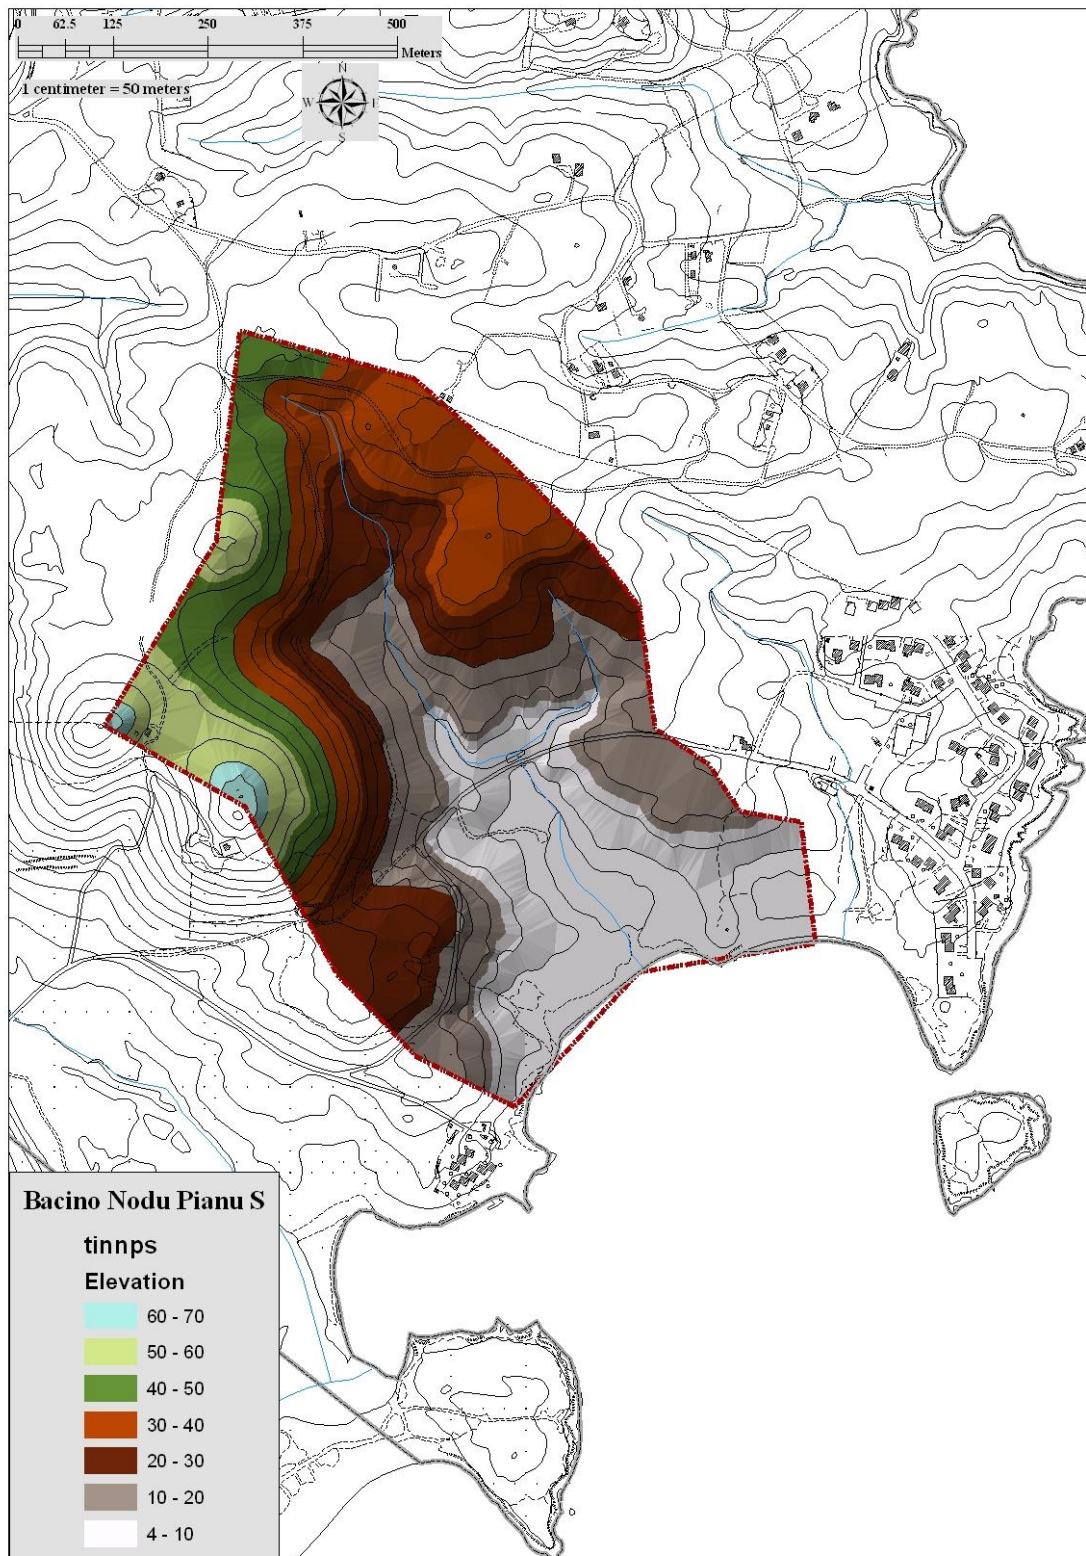 0 62.5 125 250 375 500
Meters
1 centimeter = 50 meters
N
W E
S
Bacino Nodu Pianu S
tinnps
Elevation
60 - 70
50 - 60
40 - 50
30 - 40
20 - 30
10 - 20
4 - 10